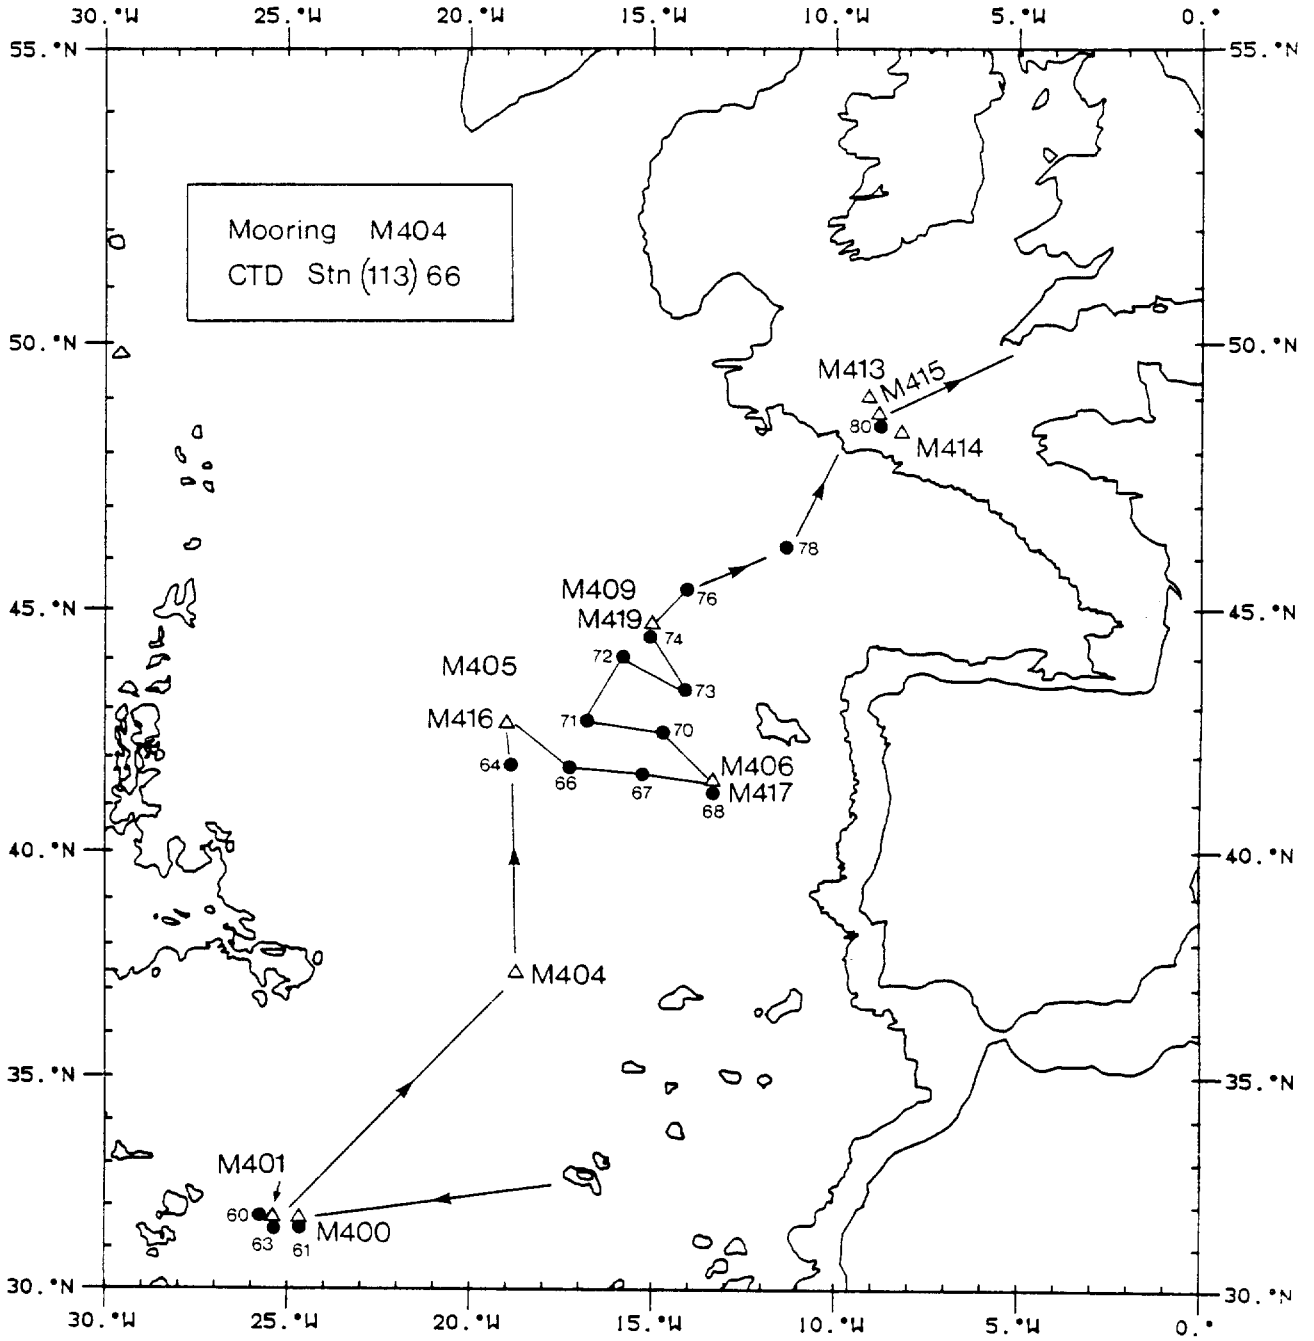 30.°W 25.°W 20.°W 15.°W 10.°W 5.°W 0.°
55.°N 55.°N
Mooring M404
CTD Stn (113) 66
50.°N 50.°N
M413
M415
80
M414
78
M409
76
45.°N 45.°N
M419
74
72
M405
73
M416
71
70
64
66
67
M406
M417
68
40.°N 40.°N
M404
35.°N 35.°N
M401
60
M400
63
61
30.°N 30.°N
30.°W 25.°W 20.°W 15.°W 10.°W 5.°W 0.°